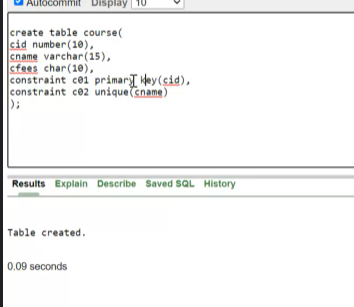 Autocommit Display 10
create table course(
cid number(10),
cname varchar(15),
cfees char(10),
constraint c01 primary key(cid),
constraint c02 unique(cname)
);
Results Explain Describe Saved SQL History
Table created.
0.09 seconds